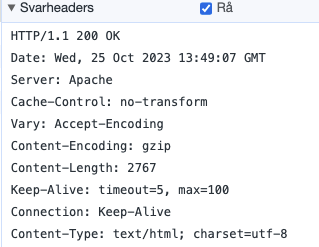 Svarheaders Rå
HTTP/1.1 200 OK
Date: Wed, 25 Oct 2023 13:49:07 GMT
Server: Apache
Cache-Control: no-transform
Vary: Accept-Encoding
Content-Encoding: gzip
Content-Length: 2767
Keep-Alive: timeout=5, max=100
Connection: Keep-Alive
Content-Type: text/html; charset=utf-8